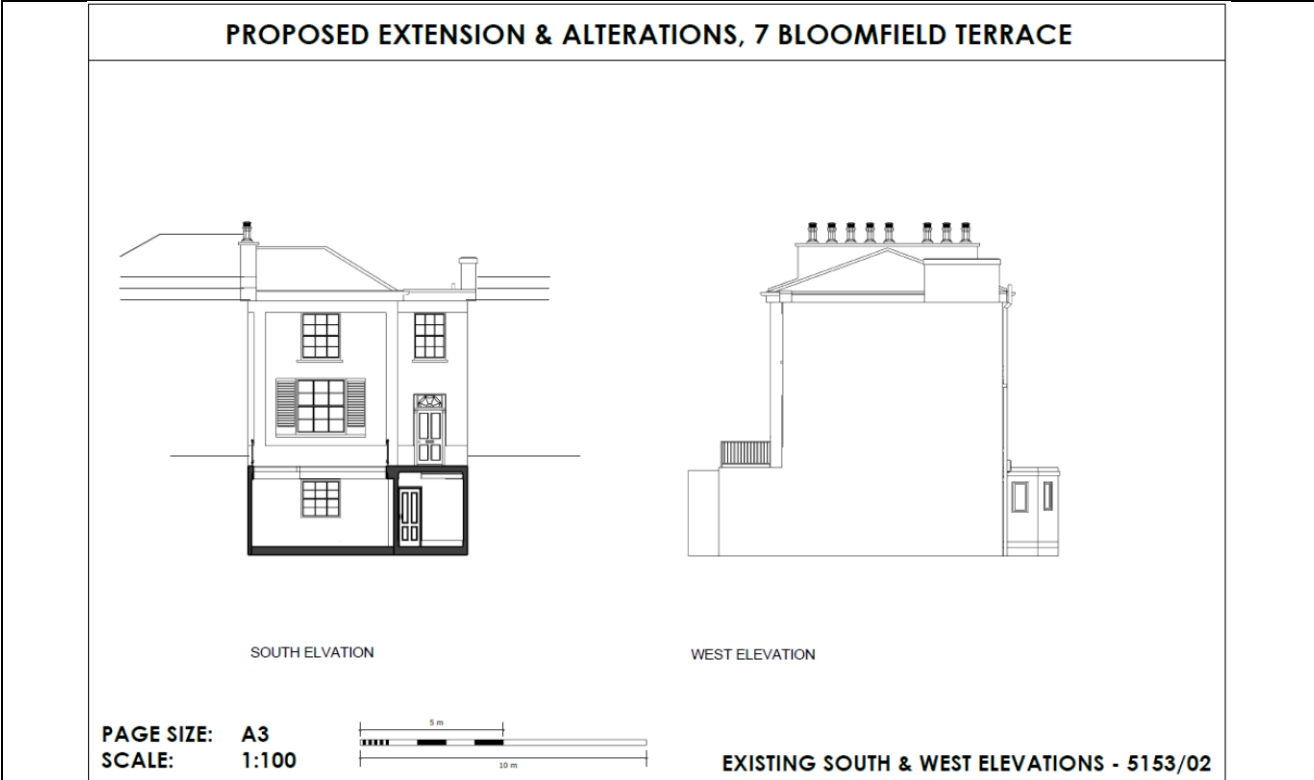 PROPOSED EXTENSION & ALTERATIONS, 7 BLOOMFIELD TERRACE
SOUTH ELVATION
WEST ELEVATION
PAGE SIZE: A3
SCALE: 1:100
5 m
10 m
EXISTING SOUTH & WEST ELEVATIONS - 5153/02